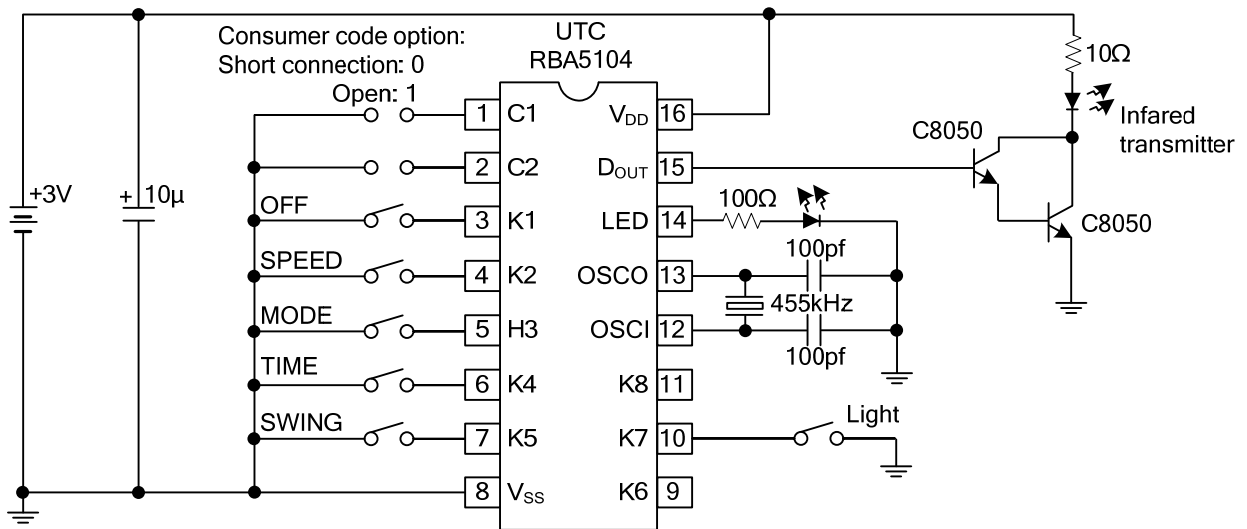 Consumer code option:
Short connection: 0
Open: 1
UTC
RBA5104
10Ω
Infared
transmitter
C8050
C8050
+3V
+ 10μ
OFF
SPEED
MODE
TIME
SWING
1 C1
2 C2
3 K1
4 K2
5 H3
6 K4
7 K5
8 VSS
VDD 16
DOUT 15
LED 14
OSCO 13
OSCI 12
K8 11
K7 10
K6 9
100Ω
100pf
455kHz
100pf
Light